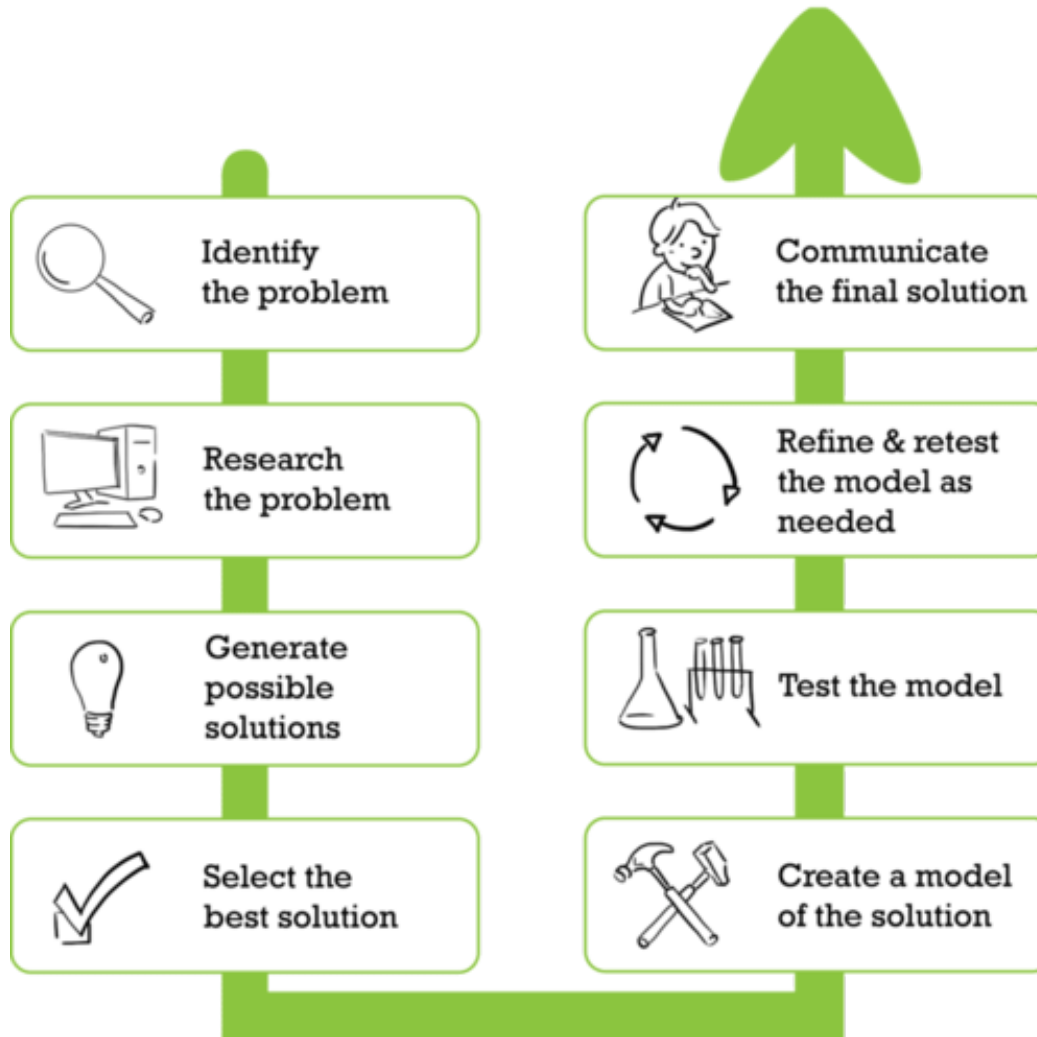 Identify
the problem
Research
the problem
Generate
possible
solutions
Select the
best solution
Create a model
of the solution
Test the model
Refine & retest
the model as
needed
Communicate
the final solution